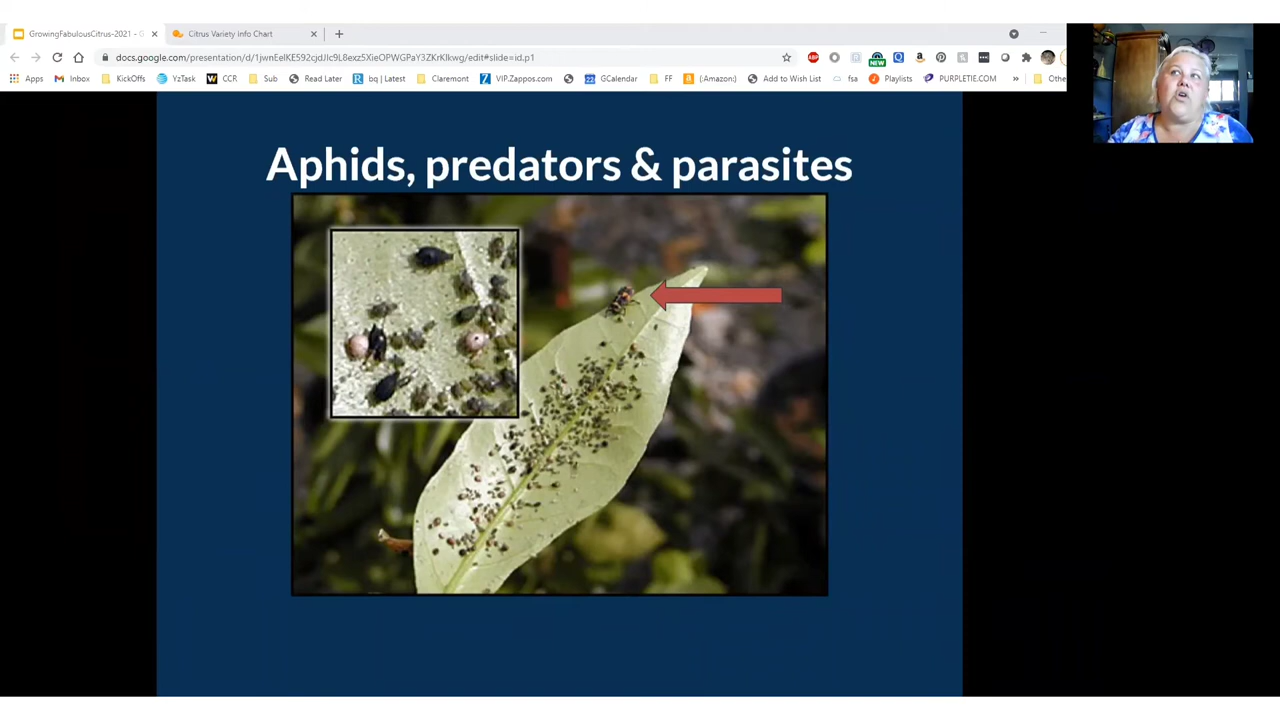 GrowingFabulousCitrus-2021 - G
Citrus Variety info Chart
docs.google.com/presentation/d/1jwnEelKE592cjdJIc9L8exz5XieOPWGPaY3ZKrKIkwg/edit#slide=id.p1
Apps Inbox KickOffs YzTask CCR Sub Read Later bq | Latest Claremont VIP.Zappos.com GCalendar FF (:Amazon:) Add to Wish List fsa Playlists PURPLETIE.COM » Othe
Aphids, predators & parasites